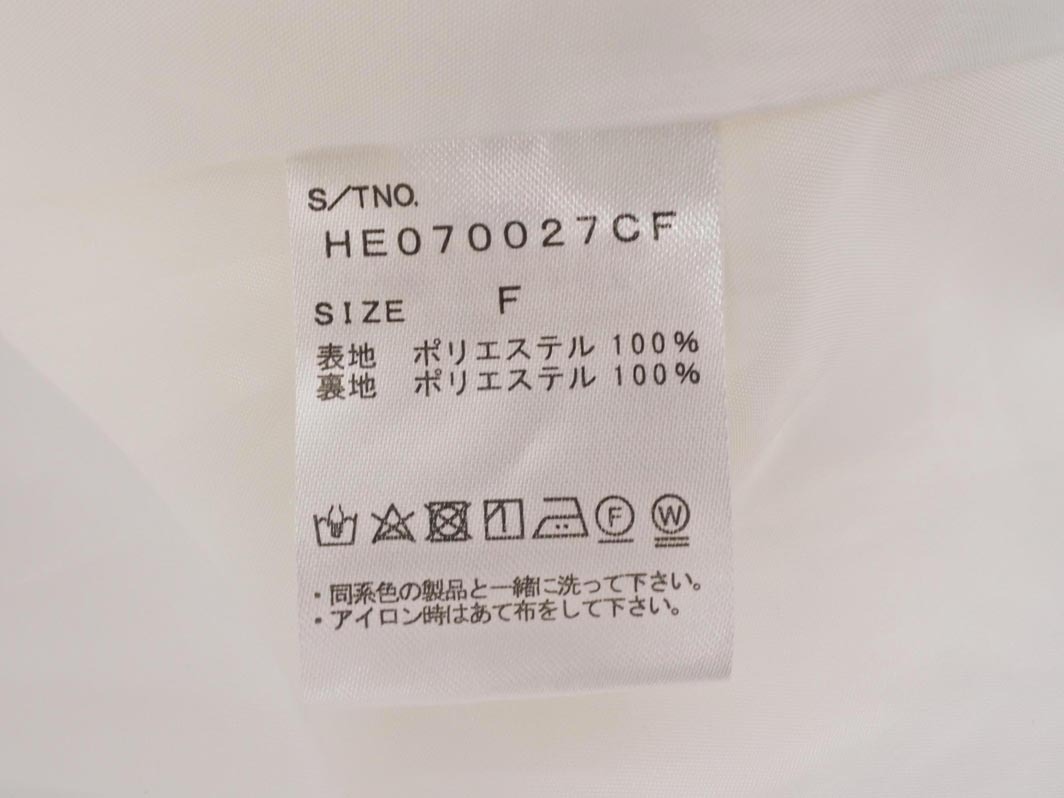 S/TNO.
HE070027CF
SIZE F
表地 ポリエステル 100%
裏地 ポリエステル 100%
F W
・同系色の製品と一緒に洗って下さい。
・アイロン時はあて布をして下さい。